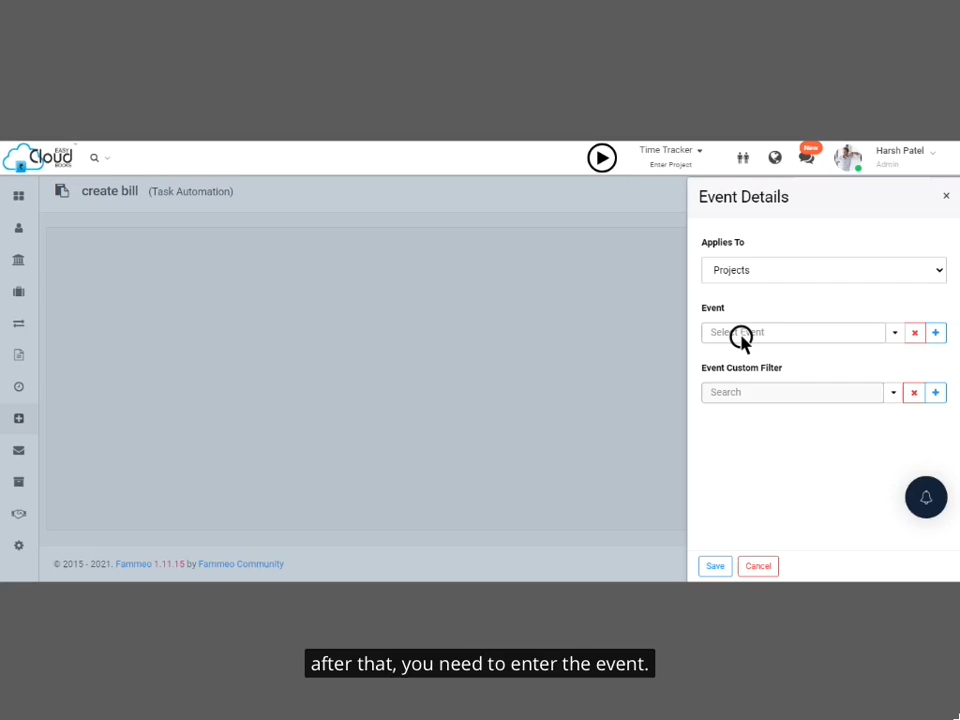 EASY
Cloud
BOOKS
Time Tracker
Enter Project
New
Harsh Patel
Admin
create bill (Task Automation)
Event Details
×
Applies To
Projects
Event
Select Event
Event Custom Filter
Search
Save
Cancel
© 2015 - 2021. Fammeo 1.11.15 by Fammeo Community
after that, you need to enter the event.